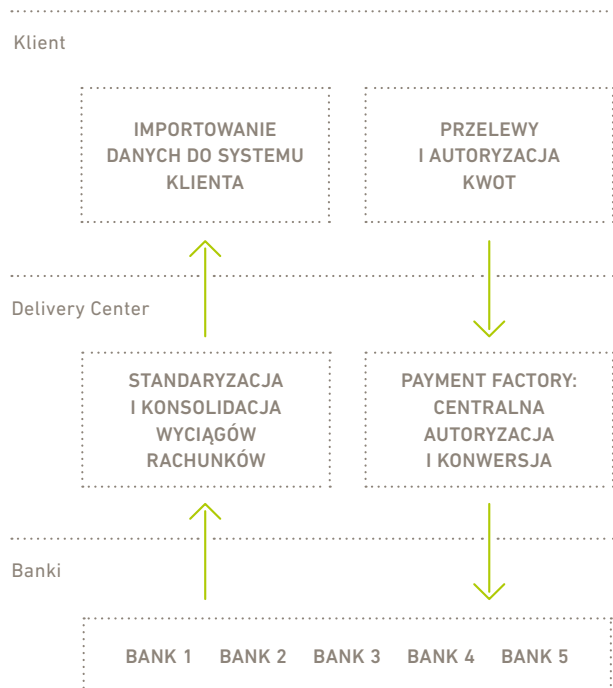 Klient
IMPORTOWANIE
DANYCH DO SYSTEMU
KLIENTA
PRZELEWY
I AUTORYZACJA
KWOT
Delivery Center
STANDARYZACJA
I KONSOLIDACJA
WYCIĄGÓW
RACHUNKÓW
PAYMENT FACTORY:
CENTRALNA
AUTORYZACJA
I KONWERSJA
Banki
BANK 1 BANK 2 BANK 3 BANK 4 BANK 5